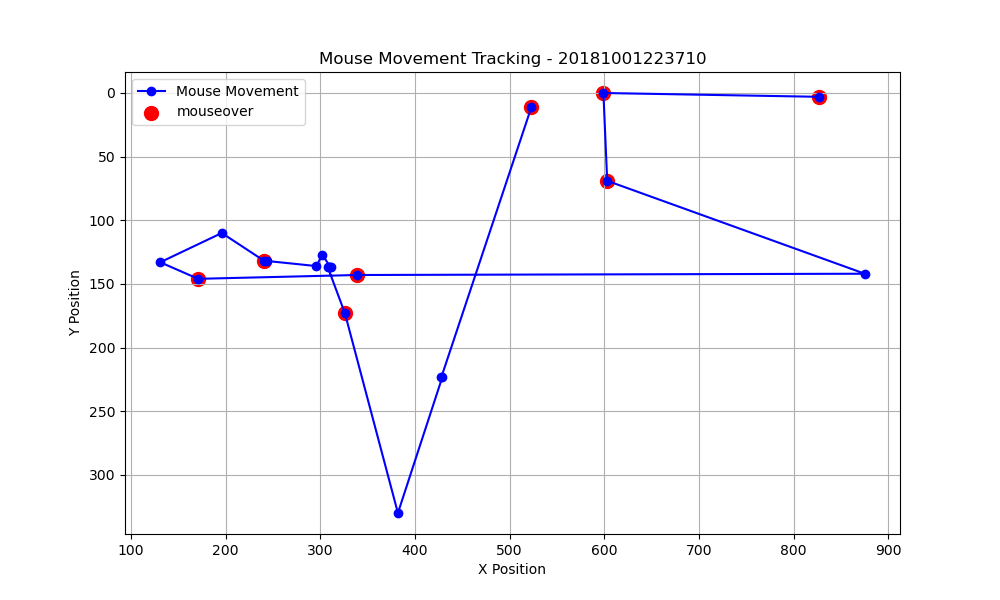 Mouse Movement Tracking - 20181001223710
Mouse Movement
mouseover
0
50
100
150
200
250
300
Y Position
100 200 300 400 500 600 700 800 900
X Position